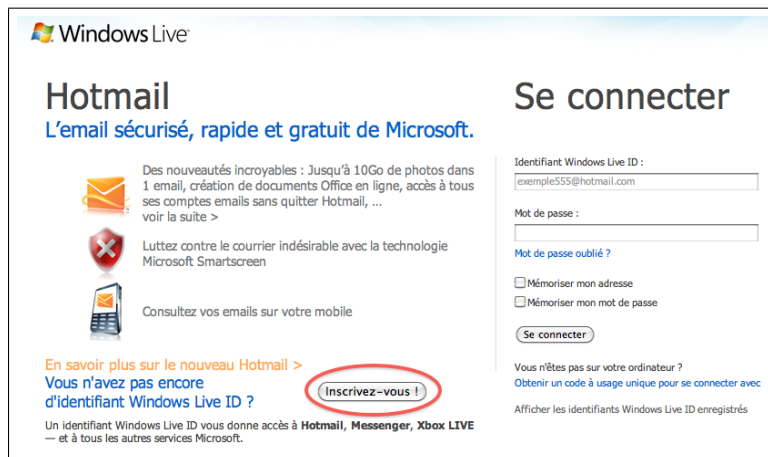 Windows Live
Hotmail
L'email sécurisé, rapide et gratuit de Microsoft.
Des nouveautés incroyables : Jusqu'à 10Go de photos dans
1 email, création de documents Office en ligne, accès à tous
ses comptes emails sans quitter Hotmail, ...
voir la suite >
Luttez contre le courrier indésirable avec la technologie
Microsoft Smartscreen
Consultez vos emails sur votre mobile
En savoir plus sur le nouveau Hotmail >
Vous n'avez pas encore
d'identifiant Windows Live ID ?
Inscrivez-vous !
Un identifiant Windows Live ID vous donne accès à Hotmail, Messenger, Xbox LIVE
— et à tous les autres services Microsoft.
Se connecter
Identifiant Windows Live ID :
exemple555@hotmail.com
Mot de passe :
Mot de passe oublié ?
Mémoriser mon adresse
Mémoriser mon mot de passe
Se connecter
Vous n'êtes pas sur votre ordinateur ?
Obtenir un code à usage unique pour se connecter avec
Afficher les identifiants Windows Live ID enregistrés